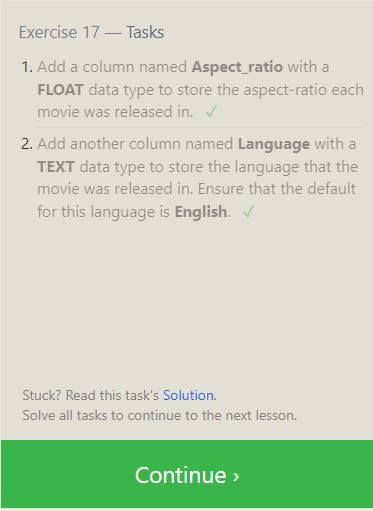 Exercise 17 — Tasks
1. Add a column named Aspect_ratio with a
FLOAT data type to store the aspect-ratio each
movie was released in. ✓
2. Add another column named Language with a
TEXT data type to store the language that the
movie was released in. Ensure that the default
for this language is English. ✓
Stuck? Read this task's Solution.
Solve all tasks to continue to the next lesson.
Continue ›